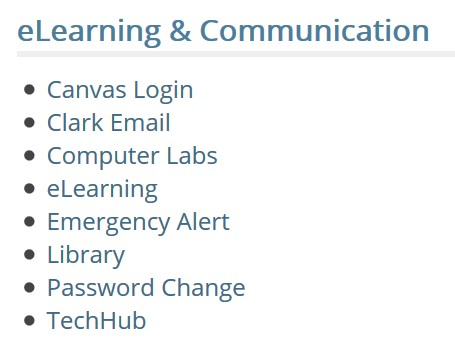 eLearning & Communication
Canvas Login
Clark Email
Computer Labs
eLearning
Emergency Alert
Library
Password Change
TechHub